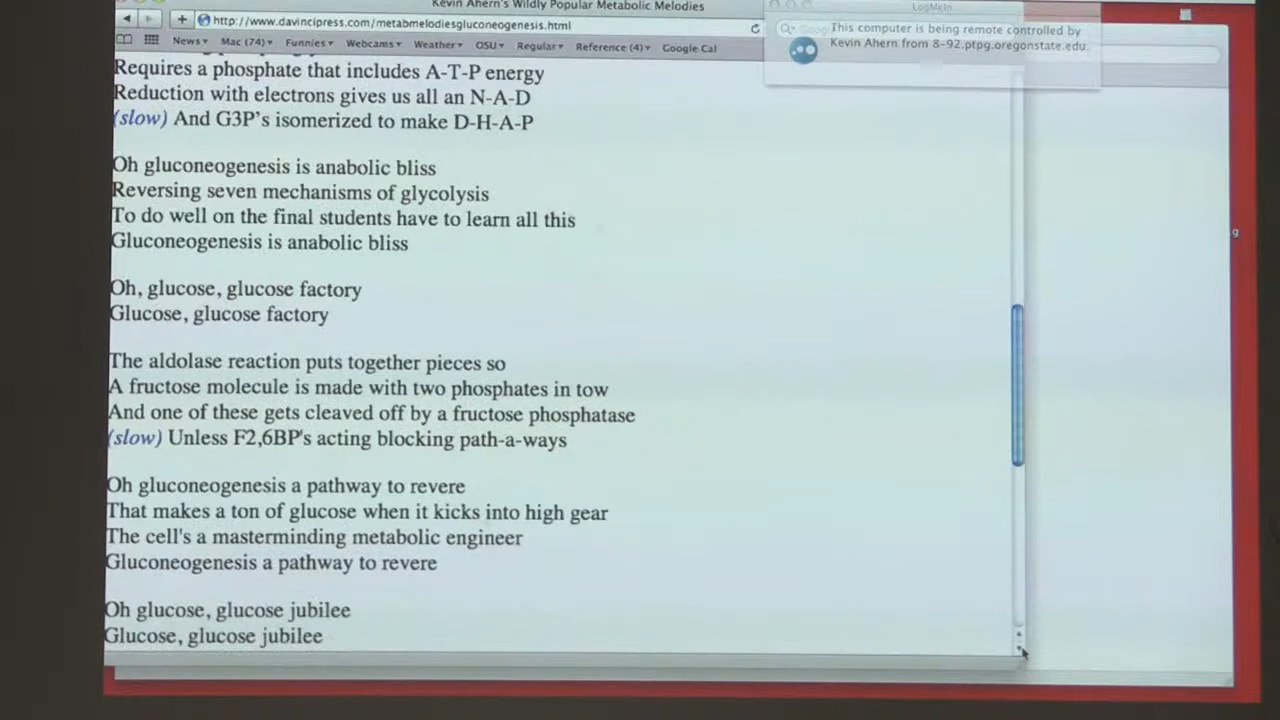 Kevin Ahern's Wildly Popular Metabolic Melodies
LogMeIn
http://www.davincipress.com/metabmelodiesgluconeogenesis.html
This computer is being remote controlled by
Kevin Ahern from 8-92.ptpg.oregonstate.edu.
News▾ Mac (74)▾ Funnies▾ Webcams▾ Weather▾ OSU▾ Regular▾ Reference (4)▾ Google Cal
Requires a phosphate that includes A-T-P energy
Reduction with electrons gives us all an N-A-D
(slow) And G3P's isomerized to make D-H-A-P
Oh gluconeogenesis is anabolic bliss
Reversing seven mechanisms of glycolysis
To do well on the final students have to learn all this
Gluconeogenesis is anabolic bliss
Oh, glucose, glucose factory
Glucose, glucose factory
The aldolase reaction puts together pieces so
A fructose molecule is made with two phosphates in tow
And one of these gets cleaved off by a fructose phosphatase
(slow) Unless F2,6BP's acting blocking path-a-ways
Oh gluconeogenesis a pathway to revere
That makes a ton of glucose when it kicks into high gear
The cell's a masterminding metabolic engineer
Gluconeogenesis a pathway to revere
Oh glucose, glucose jubilee
Glucose, glucose jubilee